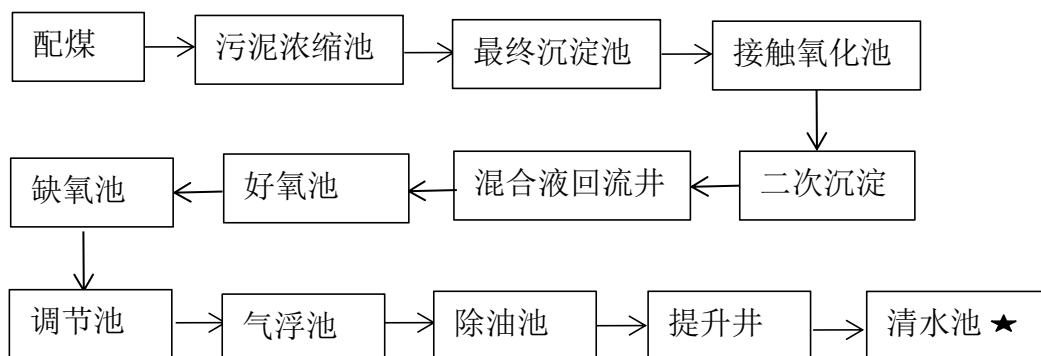 配煤
污泥浓缩池
最终沉淀池
接触氧化池
缺氧池
好氧池
混合液回流井
二次沉淀
调节池
气浮池
除油池
提升井
清水池★